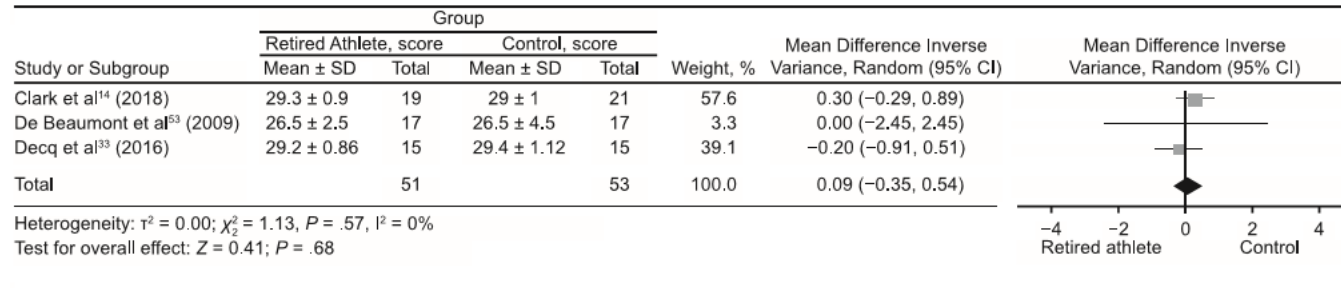 Group
Retired Athlete, score Control, score Mean Difference Inverse Mean Difference Inverse
Study or Subgroup Mean ± SD Total Mean ± SD Total Weight, % Variance, Random (95% CI) Variance, Random (95% CI)
Clark et al¹⁴ (2018) 29.3 ± 0.9 19 29 ± 1 21 57.6 0.30 (−0.29, 0.89)
De Beaumont et al⁵³ (2009) 26.5 ± 2.5 17 26.5 ± 4.5 17 3.3 0.00 (−2.45, 2.45)
Decq et al³³ (2016) 29.2 ± 0.86 15 29.4 ± 1.12 15 39.1 −0.20 (−0.91, 0.51)
Total 51 53 100.0 0.09 (−0.35, 0.54)
Heterogeneity: τ² = 0.00; χ²₂ = 1.13, P = .57, I² = 0%
Test for overall effect: Z = 0.41; P = .68
−4 −2 0 2 4
Retired athlete Control